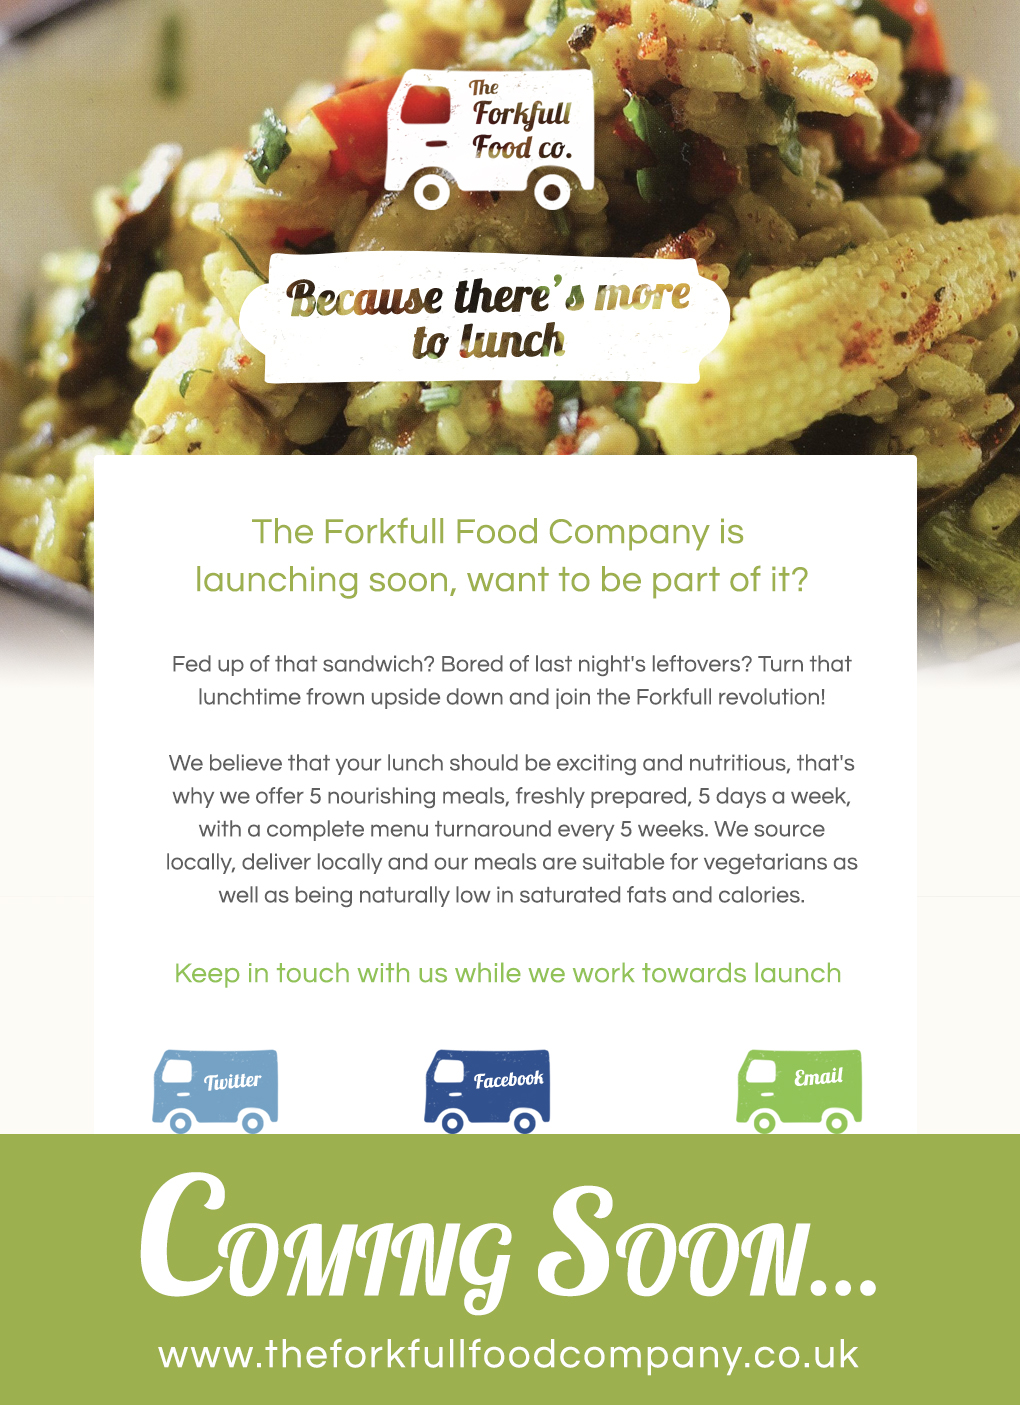 The
Forkfull
Food co.
Because there's more
to lunch
The Forkfull Food Company is
launching soon, want to be part of it?
Fed up of that sandwich? Bored of last night's leftovers? Turn that
lunchtime frown upside down and join the Forkfull revolution!
We believe that your lunch should be exciting and nutritious, that's
why we offer 5 nourishing meals, freshly prepared, 5 days a week,
with a complete menu turnaround every 5 weeks. We source
locally, deliver locally and our meals are suitable for vegetarians as
well as being naturally low in saturated fats and calories.
Keep in touch with us while we work towards launch
Twitter
Facebook
Email
Coming Soon...
www.theforkfullfoodcompany.co.uk